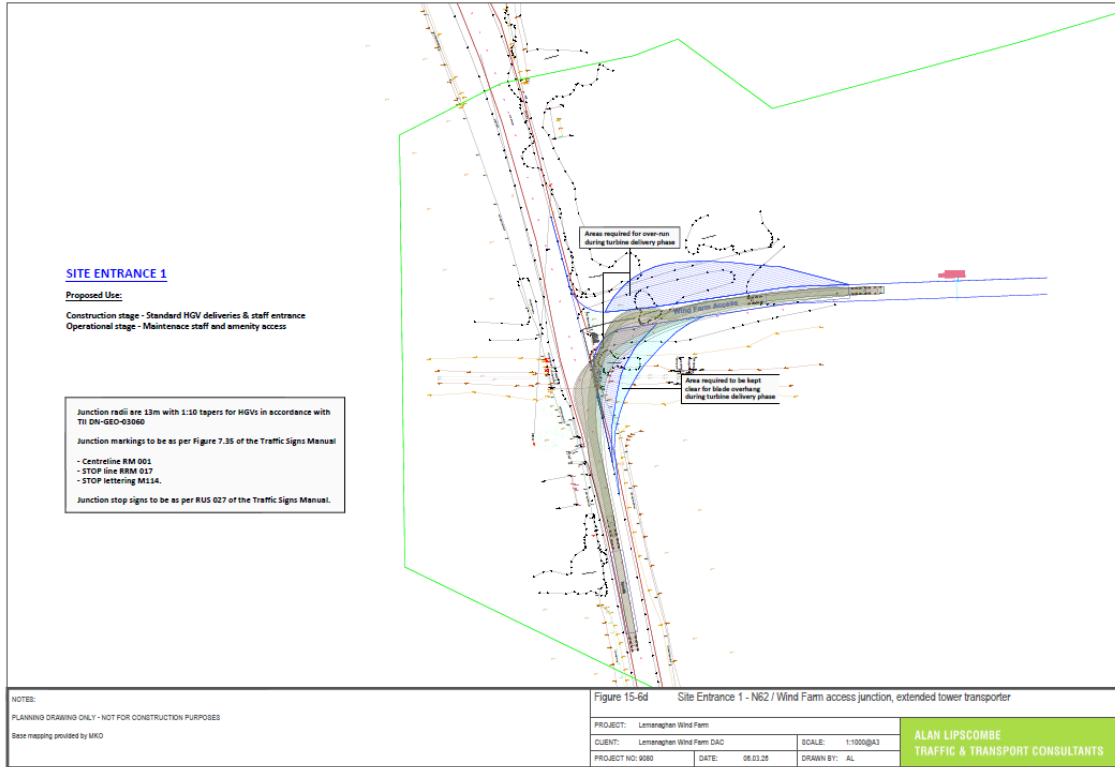 Areas required for over-run
during turbine delivery phase
SITE ENTRANCE 1
Proposed Use:
Construction stage - Standard HGV deliveries & staff entrance
Operational stage - Maintenace staff and amenity access
Wind Farm Access
Area required to be kept
clear for blade overhang
during turbine delivery phase
Junction radii are 13m with 1:10 tapers for HGVs in accordance with
TII DN-GEO-03060
Junction markings to be as per Figure 7.35 of the Traffic Signs Manual
- Centreline RM 001
- STOP line RRM 017
- STOP lettering M114.
Junction stop signs to be as per RUS 027 of the Traffic Signs Manual.
NOTES:
PLANNING DRAWING ONLY - NOT FOR CONSTRUCTION PURPOSES
Base mapping provided by MKO
Figure 15-6d Site Entrance 1 - N62 / Wind Farm access junction, extended tower transporter
PROJECT: Lemanaghan Wind Farm
CLIENT: Lemanaghan Wind Farm DAC
SCALE: 1:1000@A3
PROJECT NO: 9080
DATE: 06.03.26
DRAWN BY: AL
ALAN LIPSCOMBE
TRAFFIC & TRANSPORT CONSULTANTS